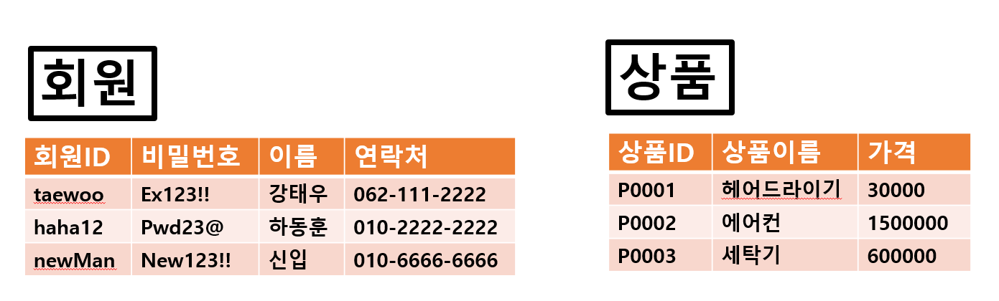 회원
회원ID 비밀번호 이름 연락처
taewoo Ex123!! 강태우 062-111-2222
haha12 Pwd23@ 하동훈 010-2222-2222
newMan New123!! 신입 010-6666-6666
상품
상품ID 상품이름 가격
P0001 헤어드라이기 30000
P0002 에어컨 1500000
P0003 세탁기 600000